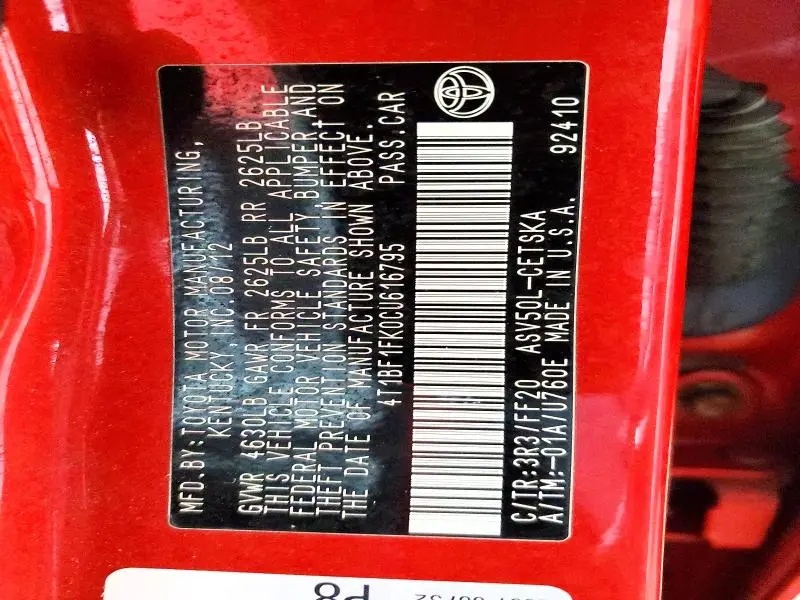 MFD. BY: TOYOTA MOTOR MANUFACTURING,
KENTUCKY, INC. 08/12
GVWR 4630LB GAWR FR 2625LB RR 2625LB
THIS VEHICLE CONFORMS TO ALL APPLICABLE
FEDERAL MOTOR VEHICLE SAFETY, BUMPER, AND
THEFT PREVENTION STANDARDS IN EFFECT ON
THE DATE OF MANUFACTURE SHOWN ABOVE.
4T1BF1FK0CU616795 PASS. CAR
C/TR: 3R3/FF20 ASV50L-CETSKA
A/TM: -01A/U760E MADE IN U.S.A. 92410
P8